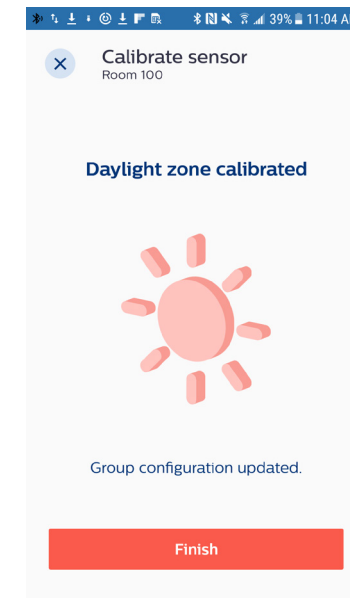 39% 11:04 A
Calibrate sensor
Room 100
Daylight zone calibrated
Group configuration updated.
Finish